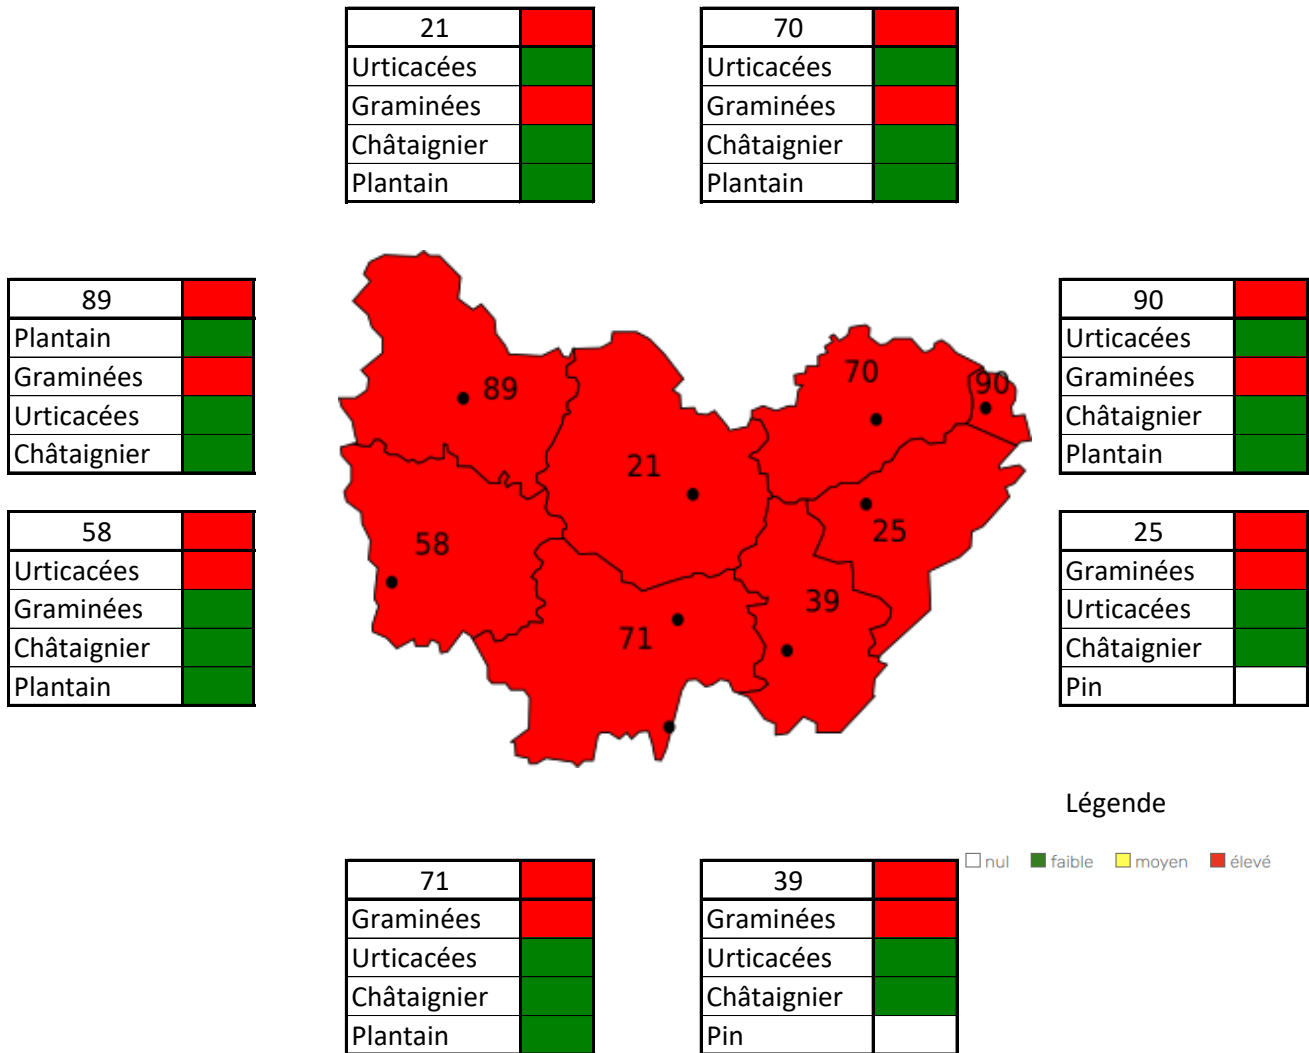 21
Urticacées
Graminées
Châtaignier
Plantain
70
Urticacées
Graminées
Châtaignier
Plantain
89
Plantain
Graminées
Urticacées
Châtaignier
58
Urticacées
Graminées
Châtaignier
Plantain
89
21
70
90
58
25
71
39
90
Urticacées
Graminées
Châtaignier
Plantain
25
Graminées
Urticacées
Châtaignier
Pin
Légende
nul faible moyen élevé
71
Graminées
Urticacées
Châtaignier
Plantain
39
Graminées
Urticacées
Châtaignier
Pin